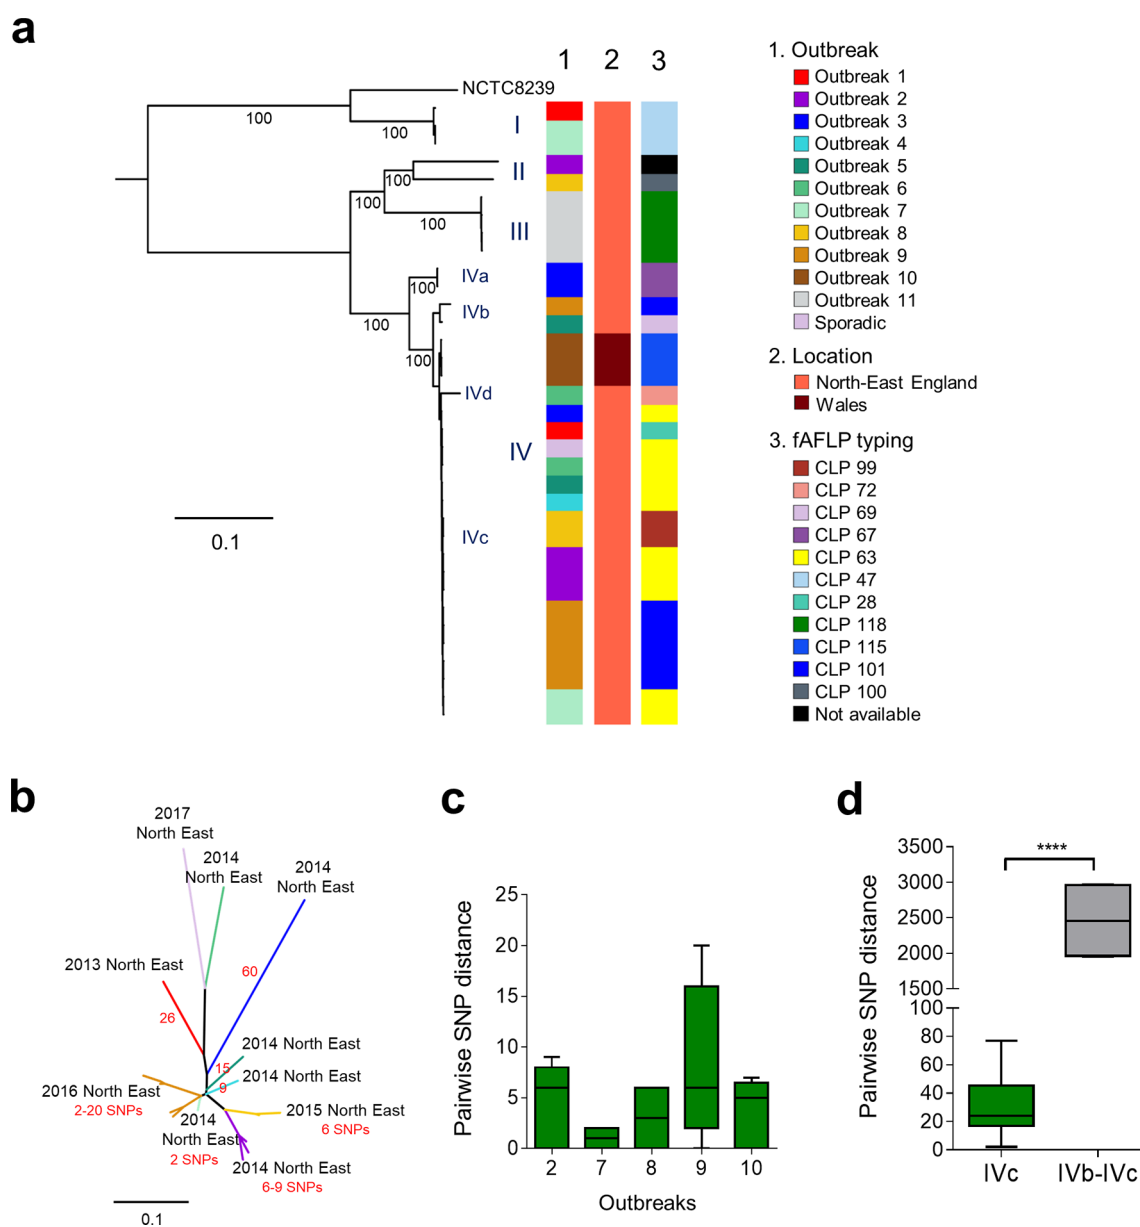 a
1 2 3
NCTC8239
100
100
I
100
II
100
100
III
IVa
100
IVb
100
100
IVd
IV
IVc
0.1
1. Outbreak
Outbreak 1
Outbreak 2
Outbreak 3
Outbreak 4
Outbreak 5
Outbreak 6
Outbreak 7
Outbreak 8
Outbreak 9
Outbreak 10
Outbreak 11
Sporadic
2. Location
North-East England
Wales
3. fAFLP typing
CLP 99
CLP 72
CLP 69
CLP 67
CLP 63
CLP 47
CLP 28
CLP 118
CLP 115
CLP 101
CLP 100
Not available
b
2017
North East
2014
North East
2014
North East
2013 North East
60
26
2014 North East
15
2014 North East
9
2016 North East
2-20 SNPs
2015 North East
6 SNPs
2014
North East
2 SNPs
2014 North East
6-9 SNPs
0.1
c
Pairwise SNP distance
25
20
15
10
5
0
2 7 8 9 10
Outbreaks
d
Pairwise SNP distance
3500
3000
2500
2000
1500
100
80
60
40
20
0
****
IVc IVb-IVc